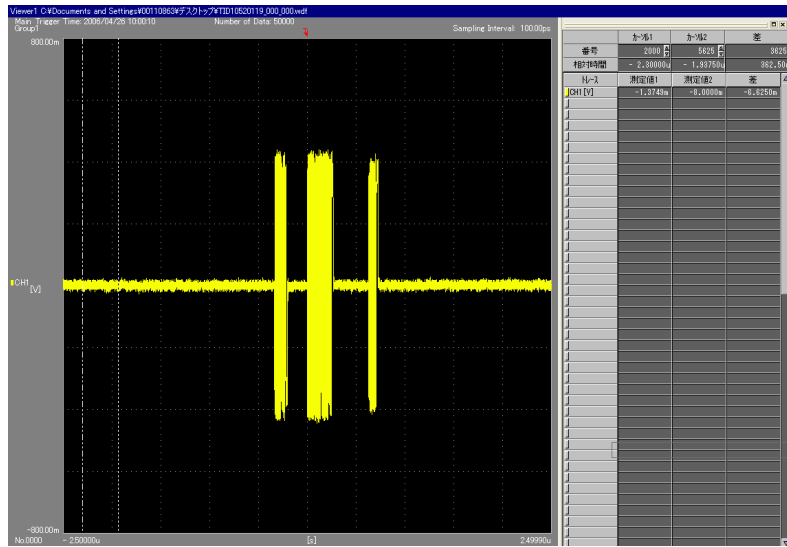 Viewer1 C:¥Documents and Settings¥00110863¥デスクトップ¥TID10520119_000_000.wdf
Main Trigger Time: 2006/04/26 10:00:10 Number of Data: 50000
Group1 Sampling Interval: 100.00ps
800.00m
CH1
[V]
-800.00m
No.0000 -2.50000u [s] 2.49990u
カーソル1 カーソル2 差
番号 2000 5625 3625
相対時間 -2.30000u -1.93750u 362.50n
トレース 測定値1 測定値2 差
CH1[V] -1.3749m -8.0000m -6.6250m